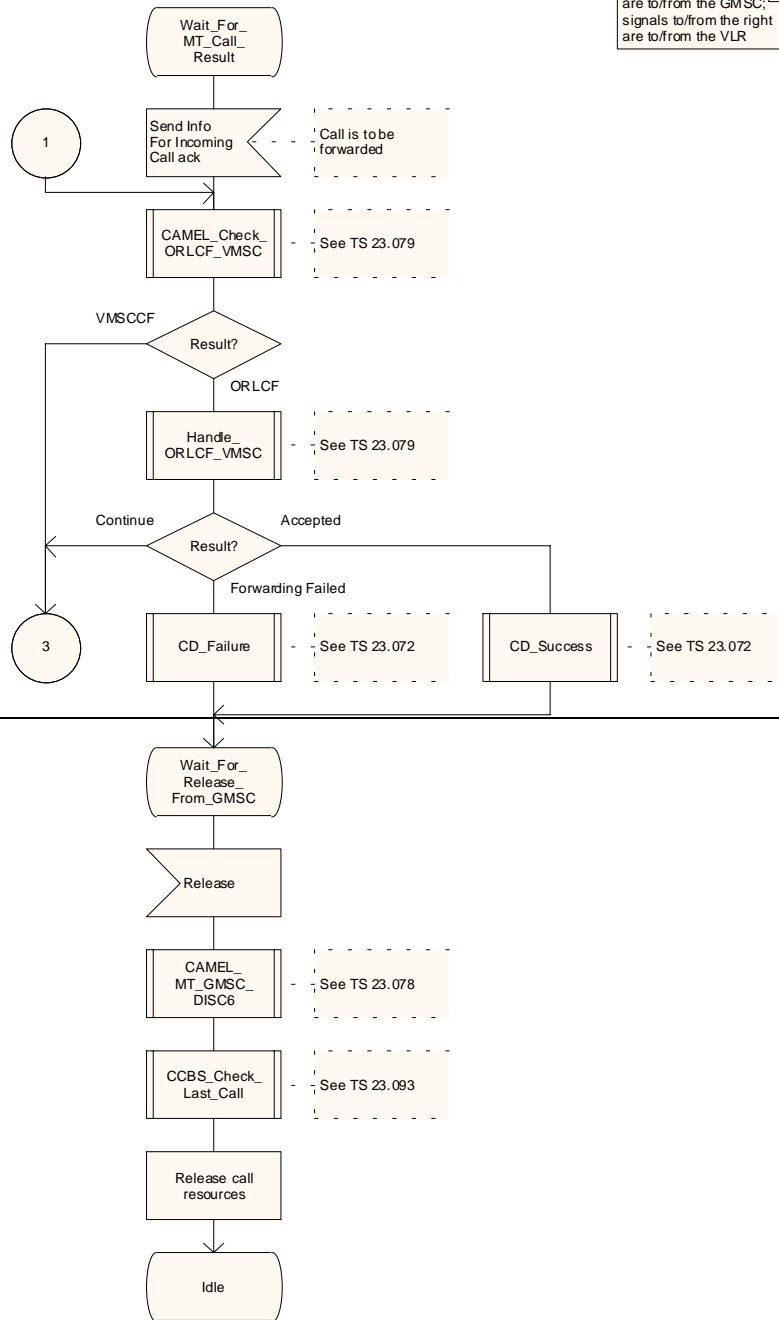 are to/from the GMSC;
signals to/from the right
are to/from the VLR
Wait_For_
MT_Call_
Result
1
Send Info
For Incoming
Call ack
Call is to be
forwarded
CAMEL_Check_
ORLCF_VMSC
See TS 23.079
VMSCCF
Result?
ORLCF
Handle_
ORLCF_VMSC
See TS 23.079
Continue
Result?
Accepted
Forwarding Failed
3
CD_Failure
See TS 23.072
CD_Success
See TS 23.072
Wait_For_
Release_
From_GMSC
Release
CAMEL_
MT_GMSC_
DISC6
See TS 23.078
CCBS_Check_
Last_Call
See TS 23.093
Release call
resources
Idle